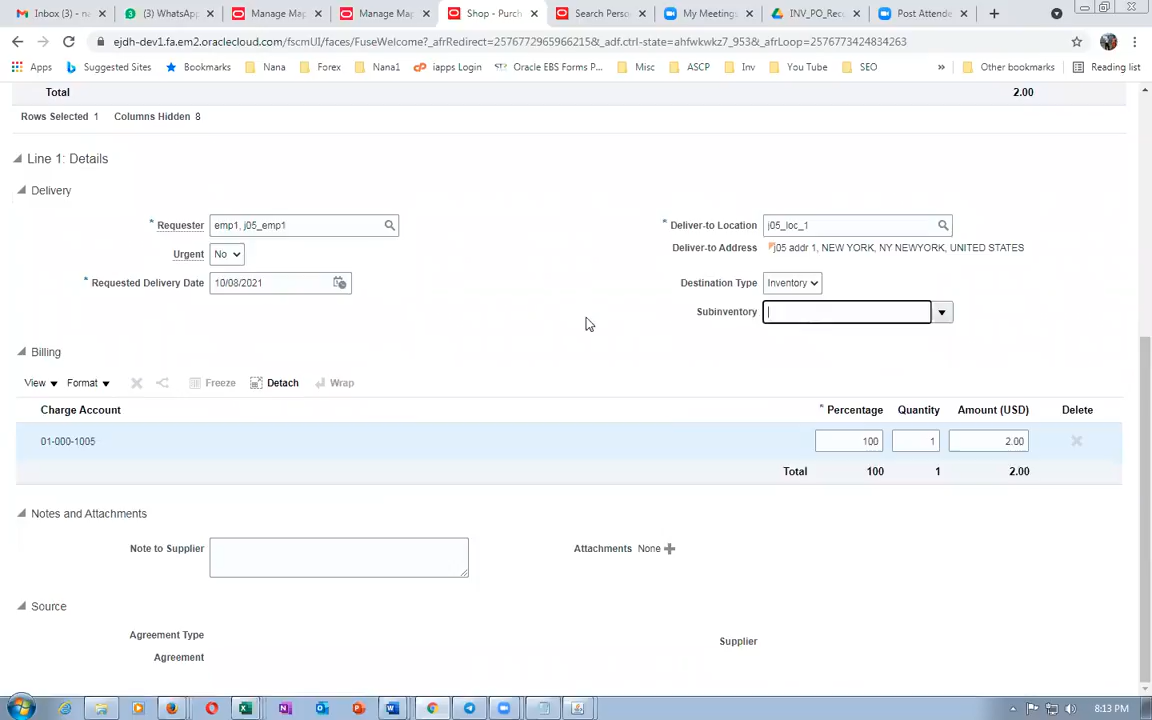 Inbox (3) - na
(3) WhatsApp
Manage Map
Manage Map
Shop - Purch
Search Perso
My Meetings
INV_PO_Rec
Post Attende
ejdh-dev1.fa.em2.oraclecloud.com/fscmUI/faces/FuseWelcome?_afrRedirect=2576772965966215&_adf.ctrl-state=ahfwkwkz7_953&_afrLoop=2576773424834263
Apps Suggested Sites Bookmarks Nana Forex Nana1 iapps Login Oracle EBS Forms P... Misc ASCP Inv You Tube SEO » Other bookmarks Reading list
Total 2.00
Rows Selected 1 Columns Hidden 8
Line 1: Details
Delivery
* Requester emp1, j05_emp1
* Deliver-to Location j05_loc_1
Deliver-to Address j05 addr 1, NEW YORK, NY NEWYORK, UNITED STATES
Urgent No
* Requested Delivery Date 10/08/2021
Destination Type Inventory
Subinventory
Billing
View Format Freeze Detach Wrap
Charge Account * Percentage Quantity Amount (USD) Delete
01-000-1005 100 1 2.00
Total 100 1 2.00
Notes and Attachments
Note to Supplier
Attachments None
Source
Agreement Type
Supplier
Agreement
8:13 PM